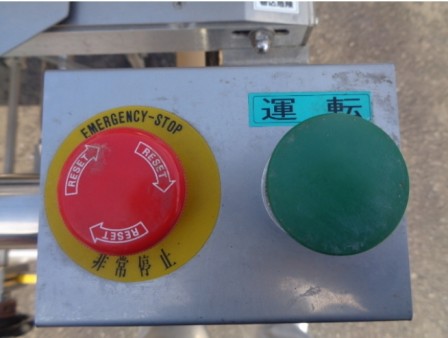 EMERGENCY-STOP
RESET
RESET
RESET
非常停止
運転